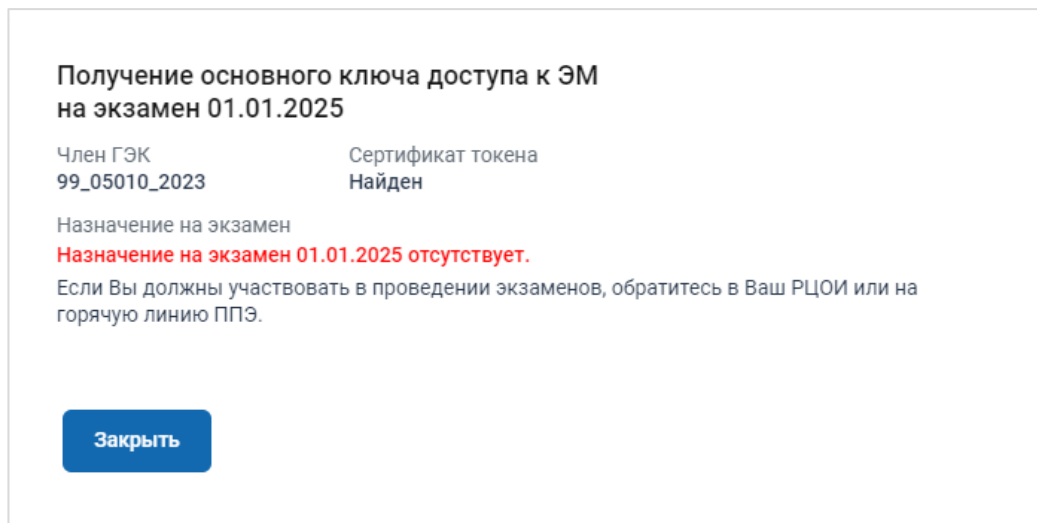 Получение основного ключа доступа к ЭМ
на экзамен 01.01.2025
Член ГЭК Сертификат токена
99_05010_2023 Найден
Назначение на экзамен
Назначение на экзамен 01.01.2025 отсутствует.
Если Вы должны участвовать в проведении экзаменов, обратитесь в Ваш РЦОИ или на
горячую линию ППЭ.
Закрыть